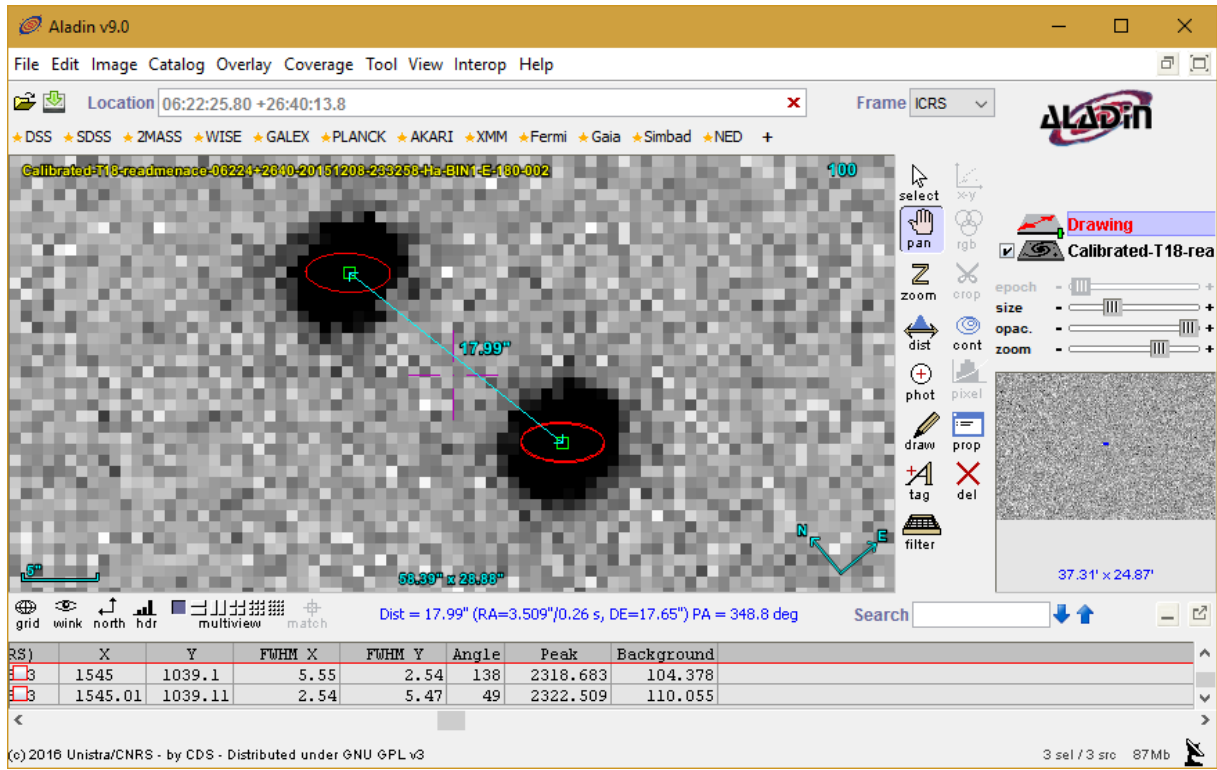 Aladin v9.0
File Edit Image Catalog Overlay Coverage Tool View Interop Help
Location 06:22:25.80 +26:40:13.8
Frame ICRS
ALADiN
DSS SDSS 2MASS WISE GALEX PLANCK AKARI XMM Fermi Gaia Simbad NED +
Calibrated-T18-readmenace-06224+2640-20151208-233258-Ha-BIN1-E-180-002
100
17.99"
N
E
5"
58.39" x 28.88"
select
x-y
pan
rgb
zoom
crop
dist
cont
phot
pixel
draw
prop
tag
del
filter
Drawing
Calibrated-T18-rea
epoch - +
size - +
opac. - +
zoom - +
37.31' x 24.87'
grid wink north hdr multiview match
Dist = 17.99" (RA=3.509"/0.26 s, DE=17.65") PA = 348.8 deg
Search
RS) X Y FWHM X FWHM Y Angle Peak Background
3 1545 1039.1 5.55 2.54 138 2318.683 104.378
3 1545.01 1039.11 2.54 5.47 49 2322.509 110.055
(c) 2016 Unistra/CNRS - by CDS - Distributed under GNU GPL v3
3 sel / 3 src 87Mb